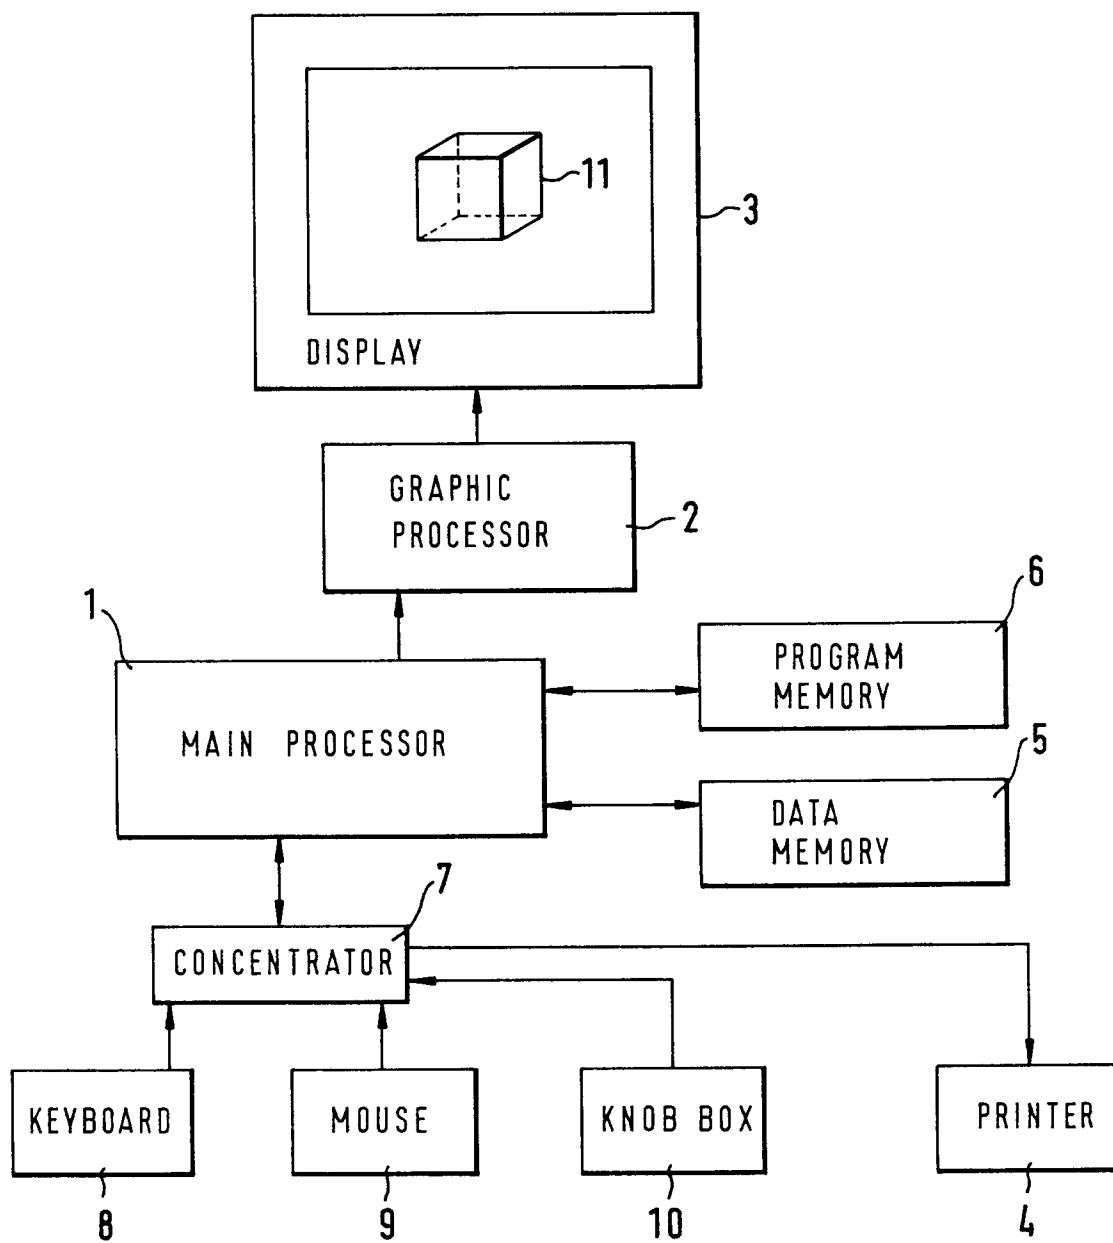 11
3
DISPLAY
GRAPHIC
PROCESSOR
2
1
6
PROGRAM
MEMORY
MAIN PROCESSOR
5
DATA
MEMORY
7
CONCENTRATOR
KEYBOARD
MOUSE
KNOB BOX
PRINTER
8
9
10
4